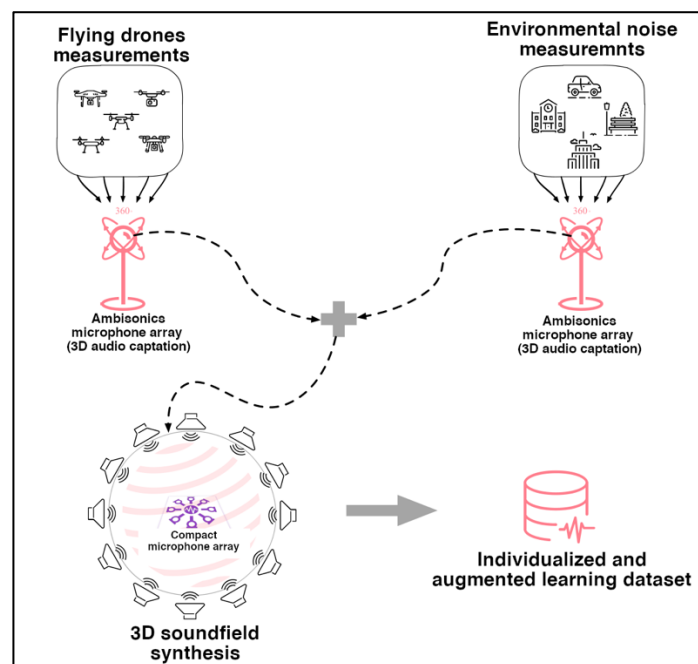 Flying drones
measurements
Environmental noise
measuremnts
360°
360°
Ambisonics
microphone array
(3D audio captation)
Ambisonics
microphone array
(3D audio captation)
Compact
microphone array
Individualized and
augmented learning dataset
3D soundfield
synthesis